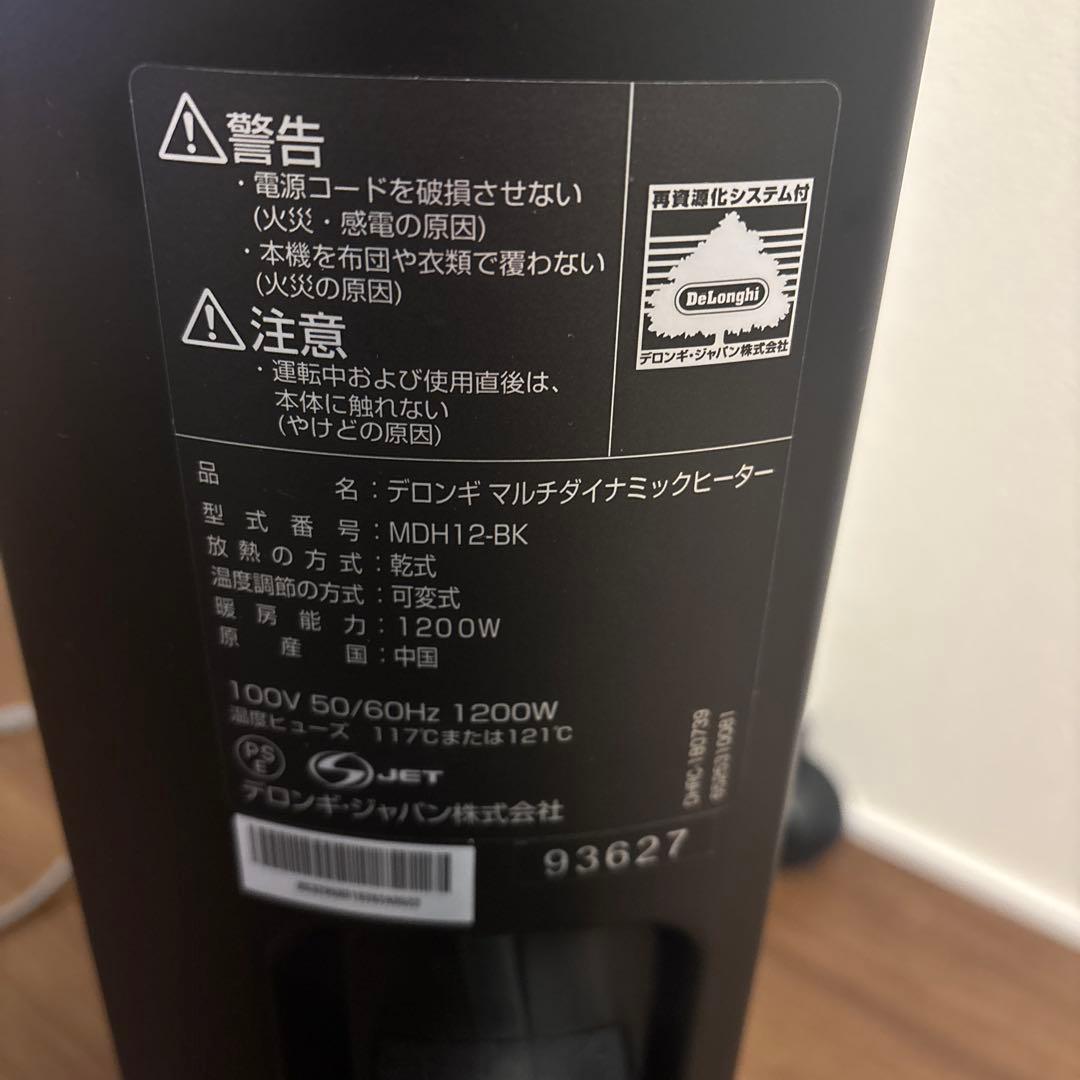 警告
・電源コードを破損させない
(火災・感電の原因)
・本機を布団や衣類で覆わない
(火災の原因)
注意
・運転中および使用直後は、
本体に触れない
(やけどの原因)
再資源化システム付
DeLonghi
デロンギ・ジャパン株式会社
品名：デロンギ マルチダイナミックヒーター
型式番号：MDH12-BK
放熱の方式：乾式
温度調節の方式：可変式
暖房能力：1200W
原産国：中国
100V 50/60Hz 1200W
温度ヒューズ 117℃または121℃
PSE
JET
デロンギ・ジャパン株式会社
DHRC-180739
93627